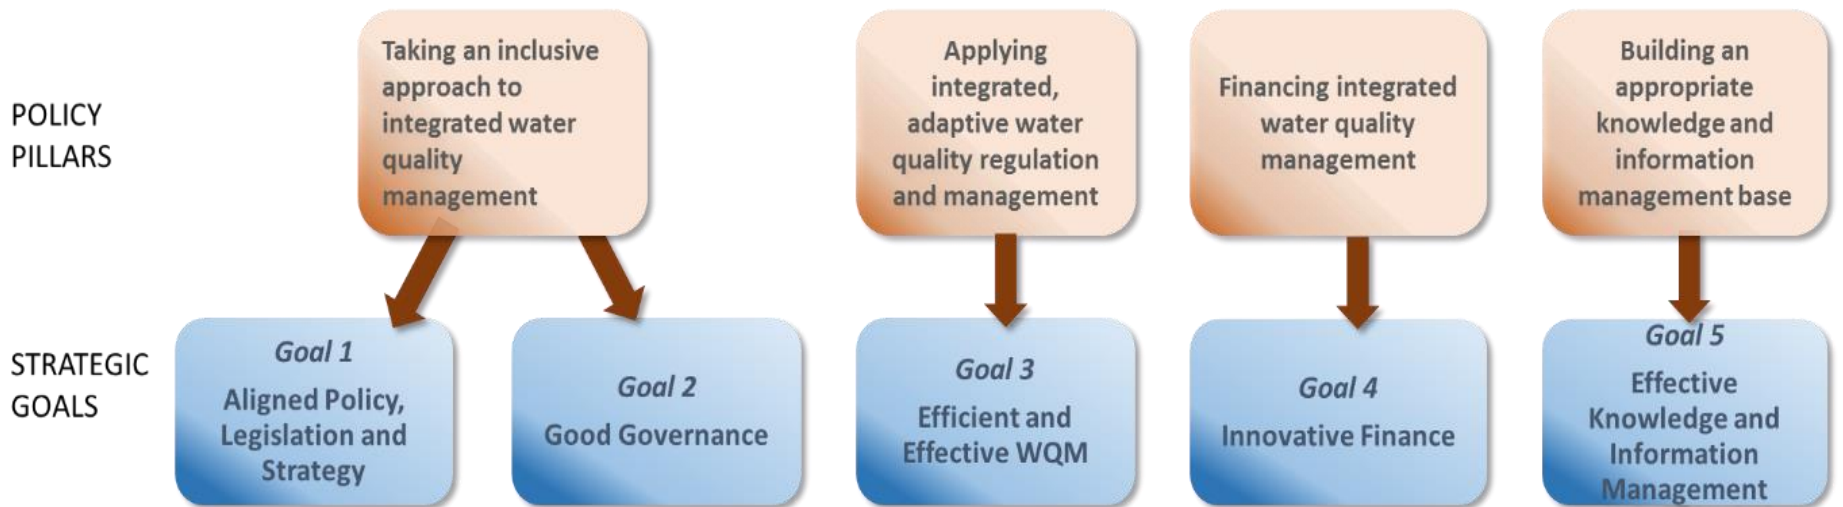 POLICY
PILLARS
Taking an inclusive
approach to
integrated water
quality
management
Applying
integrated,
adaptive water
quality regulation
and management
Financing integrated
water quality
management
Building an
appropriate
knowledge and
information
management base
STRATEGIC
GOALS
Goal 1
Aligned Policy,
Legislation and
Strategy
Goal 2
Good Governance
Goal 3
Efficient and
Effective WQM
Goal 4
Innovative Finance
Goal 5
Effective
Knowledge and
Information
Management